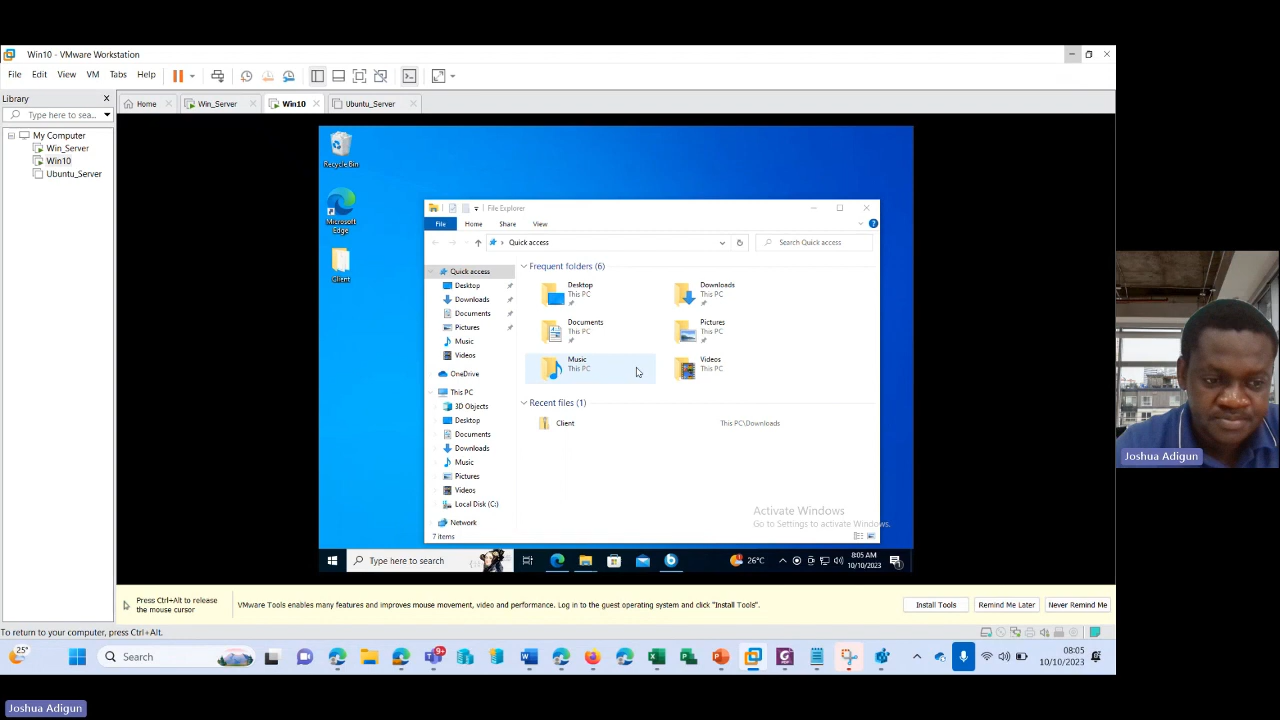 Win10 - VMware Workstation
File Edit View VM Tabs Help
Library
Home Win_Server Win10 Ubuntu_Server
Type here to sea...
My Computer
Win_Server
Win10
Ubuntu_Server
Recycle Bin
Microsoft
Edge
Client
File Explorer
File Home Share View
Quick access
Search Quick access
Quick access
Desktop
Downloads
Documents
Pictures
Music
Videos
OneDrive
This PC
3D Objects
Desktop
Documents
Downloads
Music
Pictures
Videos
Local Disk (C:)
Network
Frequent folders (6)
Desktop
This PC
Downloads
This PC
Documents
This PC
Pictures
This PC
Music
This PC
Videos
This PC
Recent files (1)
Client This PC\Downloads
Activate Windows
Go to Settings to activate Windows.
7 items
Type here to search
26°C
8:05 AM
10/10/2023
1
Press Ctrl+Alt to release
the mouse cursor
VMware Tools enables many features and improves mouse movement, video and performance. Log in to the guest operating system and click "Install Tools".
Install Tools Remind Me Later Never Remind Me
To return to your computer, press Ctrl+Alt.
25°
Search
9+
08:05
10/10/2023
Joshua Adigun
Joshua Adigun